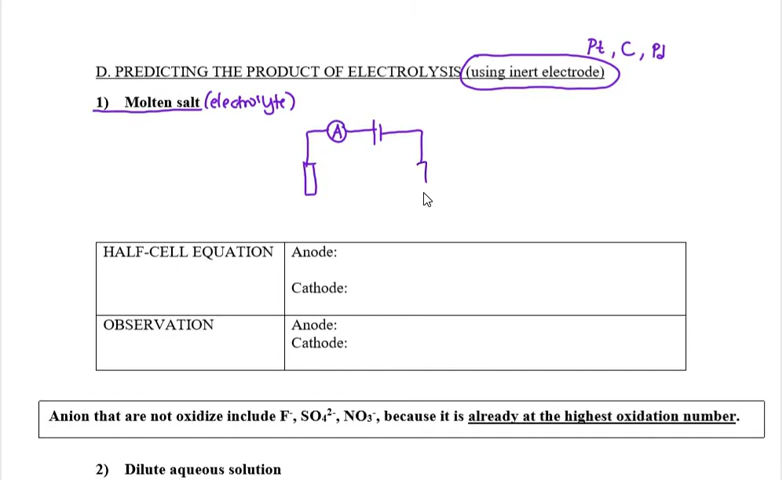 Pt, C, Pd
D. PREDICTING THE PRODUCT OF ELECTROLYSIS (using inert electrode)
1) Molten salt (electrolyte)
A
HALF-CELL EQUATION Anode:
Cathode:
OBSERVATION Anode:
Cathode:
Anion that are not oxidize include F⁻, SO₄²⁻, NO₃⁻, because it is already at the highest oxidation number.
2) Dilute aqueous solution